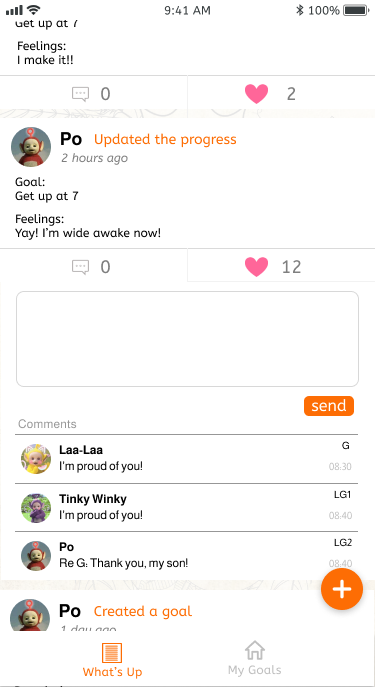 9:41 AM 100%
Get up at 7
Feelings:
I make it!!
0 2
Po Updated the progress
2 hours ago
Goal:
Get up at 7
Feelings:
Yay! I'm wide awake now!
0 12
send
Comments
Laa-Laa G
I'm proud of you! 08:30
Tinky Winky LG1
I'm proud of you! 08:40
Po LG2
Re G: Thank you, my son! 08:40
Po Created a goal
1 day ago
What's Up My Goals